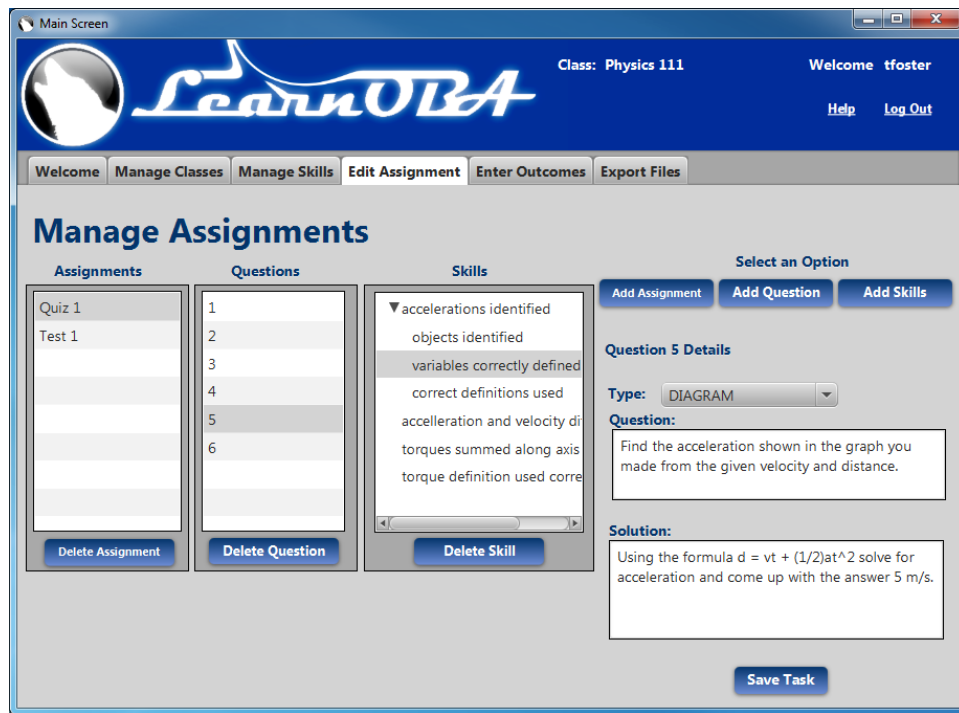 Main Screen
LearnOBA
Class: Physics 111
Welcome tfoster
Help
Log Out
Welcome
Manage Classes
Manage Skills
Edit Assignment
Enter Outcomes
Export Files
Manage Assignments
Assignments
Quiz 1
Test 1
Delete Assignment
Questions
1
2
3
4
5
6
Delete Question
Skills
accelerations identified
objects identified
variables correctly defined
correct definitions used
accelleration and velocity di
torques summed along axis
torque definition used corre
Delete Skill
Select an Option
Add Assignment
Add Question
Add Skills
Question 5 Details
Type: DIAGRAM
Question:
Find the acceleration shown in the graph you
made from the given velocity and distance.
Solution:
Using the formula d = vt + (1/2)at^2 solve for
acceleration and come up with the answer 5 m/s.
Save Task